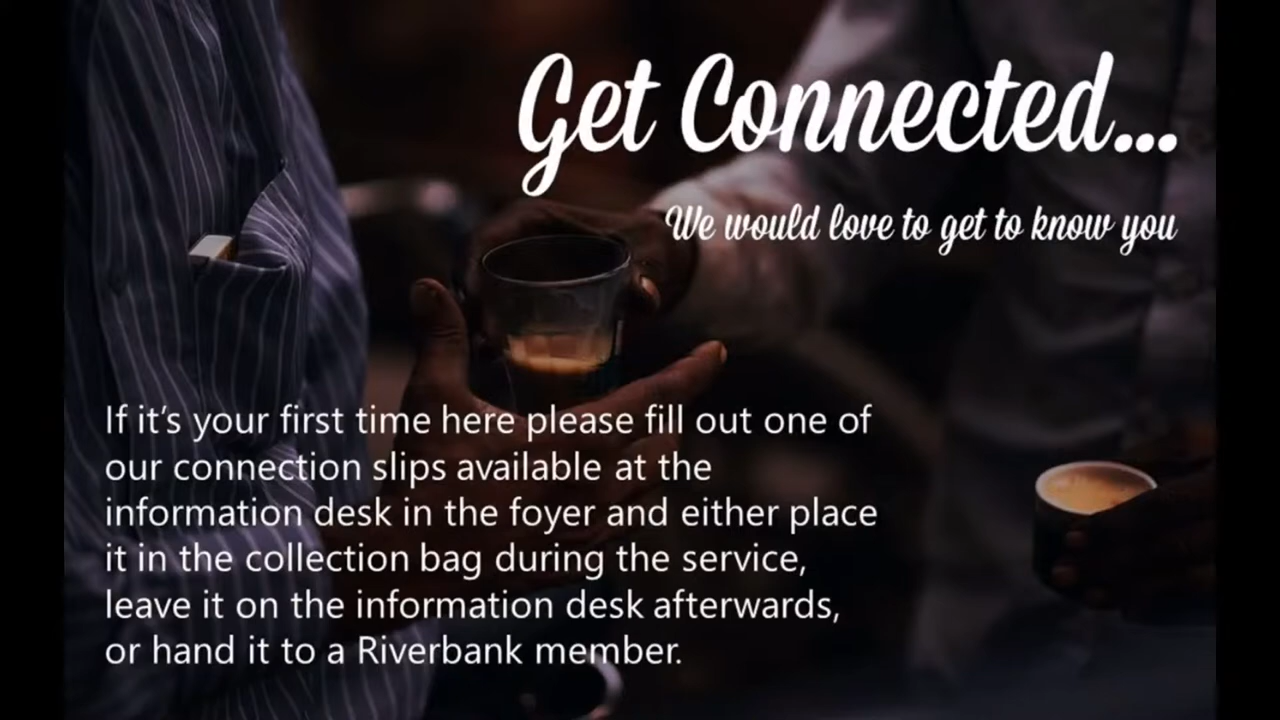 Get Connected...
We would love to get to know you
If it's your first time here please fill out one of
our connection slips available at the
information desk in the foyer and either place
it in the collection bag during the service,
leave it on the information desk afterwards,
or hand it to a Riverbank member.